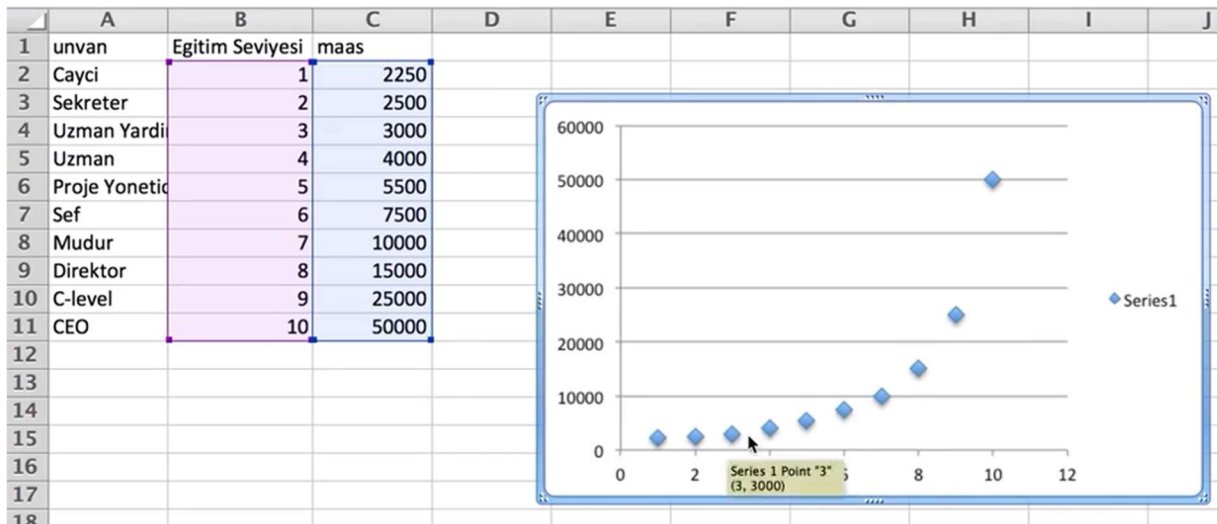 A B C D E F G H I J
1 unvan Egitim Seviyesi maas
2 Cayci 1 2250
3 Sekreter 2 2500
4 Uzman Yardi 3 3000
5 Uzman 4 4000
6 Proje Yonetic 5 5500
7 Sef 6 7500
8 Mudur 7 10000
9 Direktor 8 15000
10 C-level 9 25000
11 CEO 10 50000
12
13
14
15
16
17
18
60000
50000
40000
30000
20000
10000
0
0 2 6 8 10 12
Series1
Series 1 Point "3"
(3, 3000)